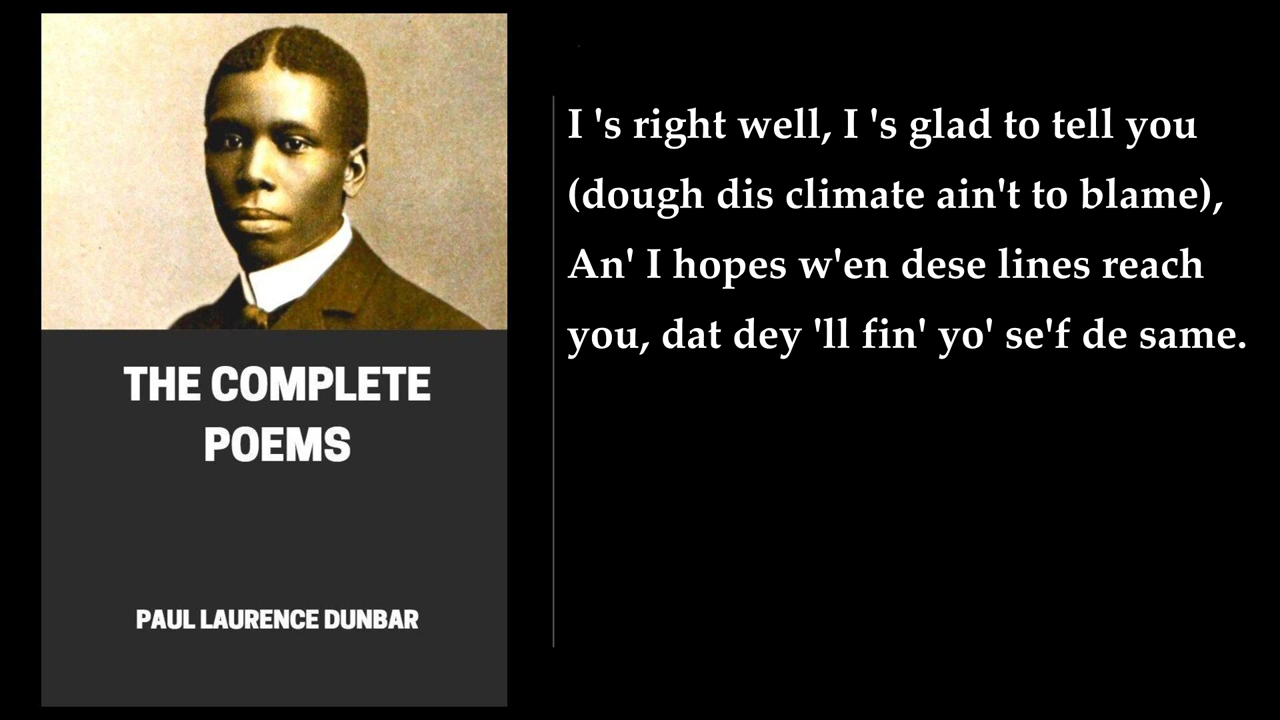 THE COMPLETE
POEMS
PAUL LAURENCE DUNBAR
I 's right well, I 's glad to tell you
(dough dis climate ain't to blame),
An' I hopes w'en dese lines reach
you, dat dey 'll fin' yo' se'f de same.